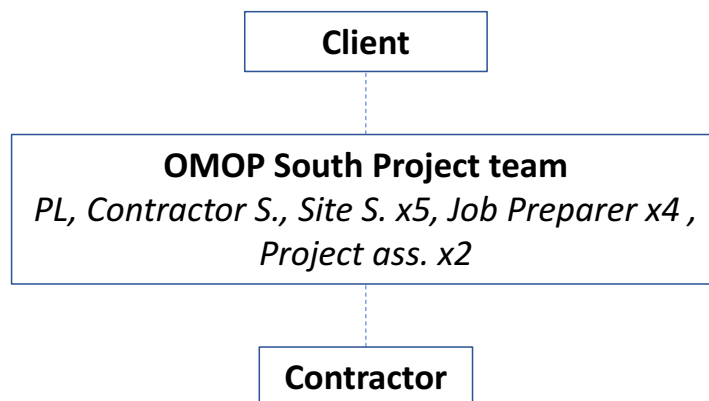 Client
OMOP South Project team
PL, Contractor S., Site S. x5, Job Preparer x4 ,
Project ass. x2
Contractor